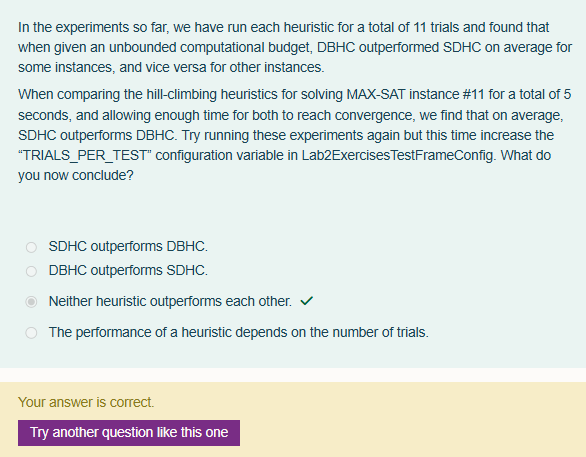 In the experiments so far, we have run each heuristic for a total of 11 trials and found that
when given an unbounded computational budget, DBHC outperformed SDHC on average for
some instances, and vice versa for other instances.
When comparing the hill-climbing heuristics for solving MAX-SAT instance #11 for a total of 5
seconds, and allowing enough time for both to reach convergence, we find that on average,
SDHC outperforms DBHC. Try running these experiments again but this time increase the
“TRIALS_PER_TEST” configuration variable in Lab2ExercisesTestFrameConfig. What do
you now conclude?
SDHC outperforms DBHC.
DBHC outperforms SDHC.
Neither heuristic outperforms each other.
The performance of a heuristic depends on the number of trials.
Your answer is correct.
Try another question like this one